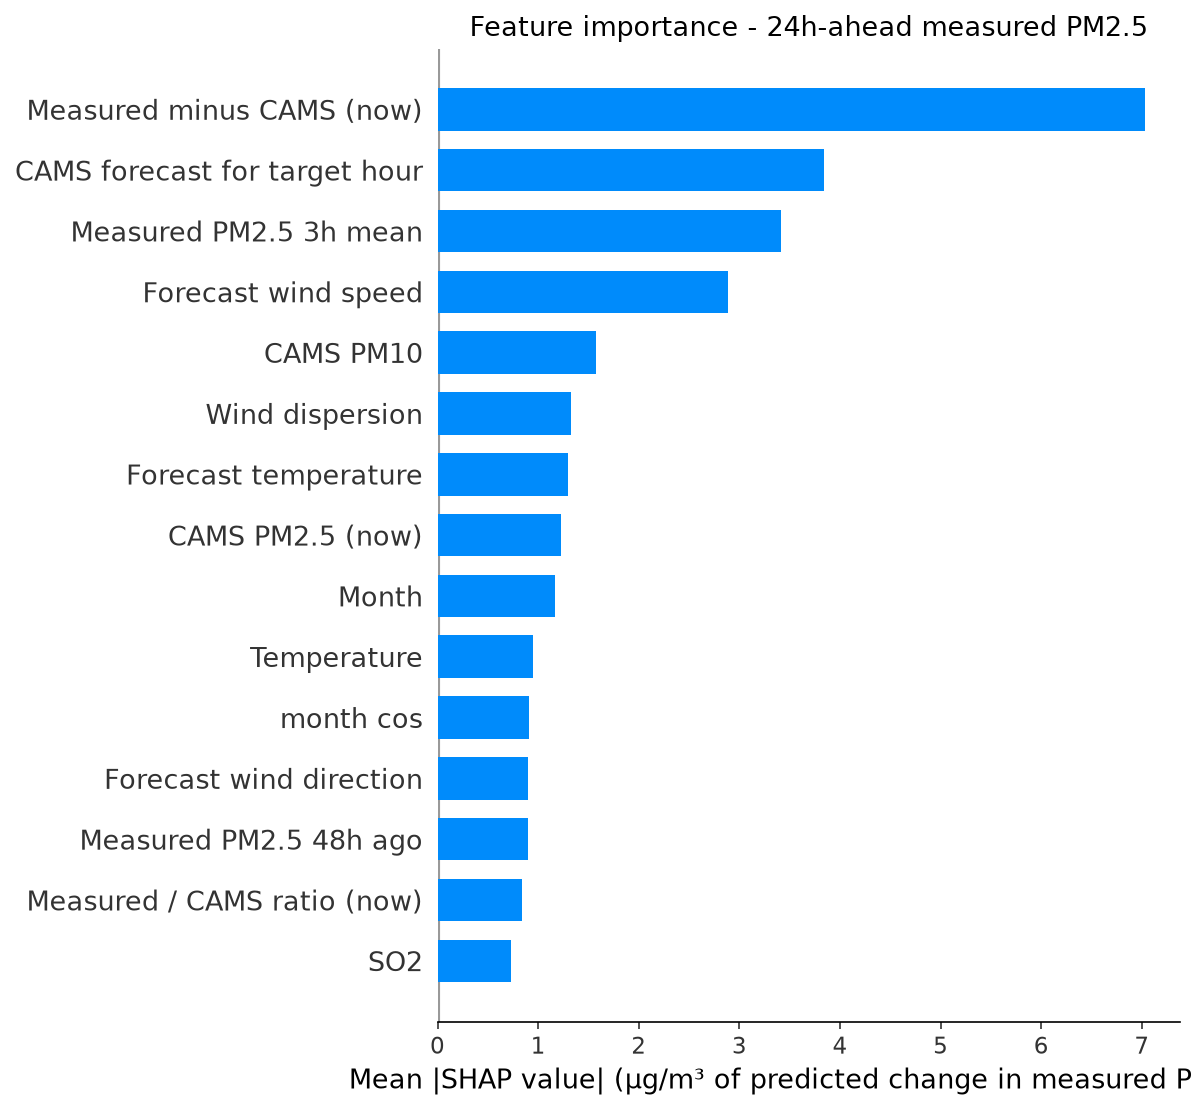 Feature importance - 24h-ahead measured PM2.5
Measured minus CAMS (now)
CAMS forecast for target hour
Measured PM2.5 3h mean
Forecast wind speed
CAMS PM10
Wind dispersion
Forecast temperature
CAMS PM2.5 (now)
Month
Temperature
month cos
Forecast wind direction
Measured PM2.5 48h ago
Measured / CAMS ratio (now)
SO2
0 1 2 3 4 5 6 7
Mean |SHAP value| (µg/m³ of predicted change in measured P